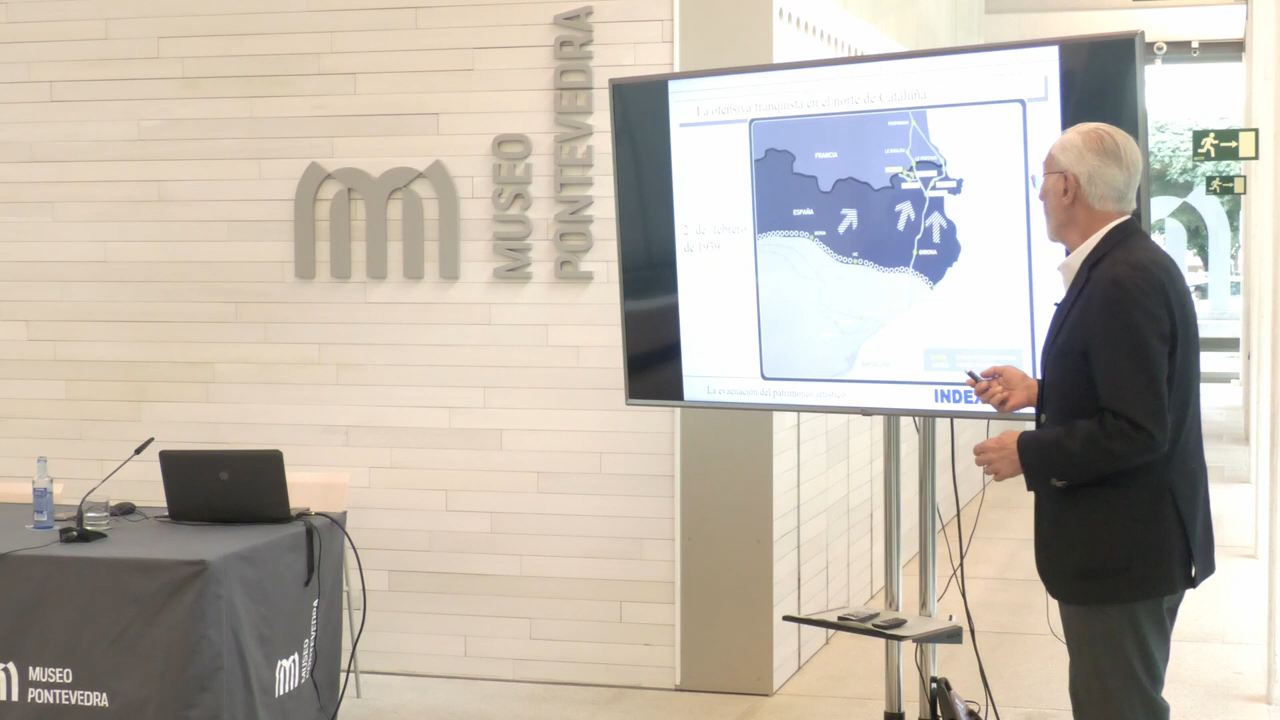 MUSEO
PONTEVEDRA
La ofensiva franquista en el norte de Cataluña
FRANCIA
ESPAÑA
GIRONA
2 de febrero
de 1939
La evacuación del patrimonio artístico
INDEX
MUSEO
PONTEVEDRA
MUSEO
PONTEVEDRA